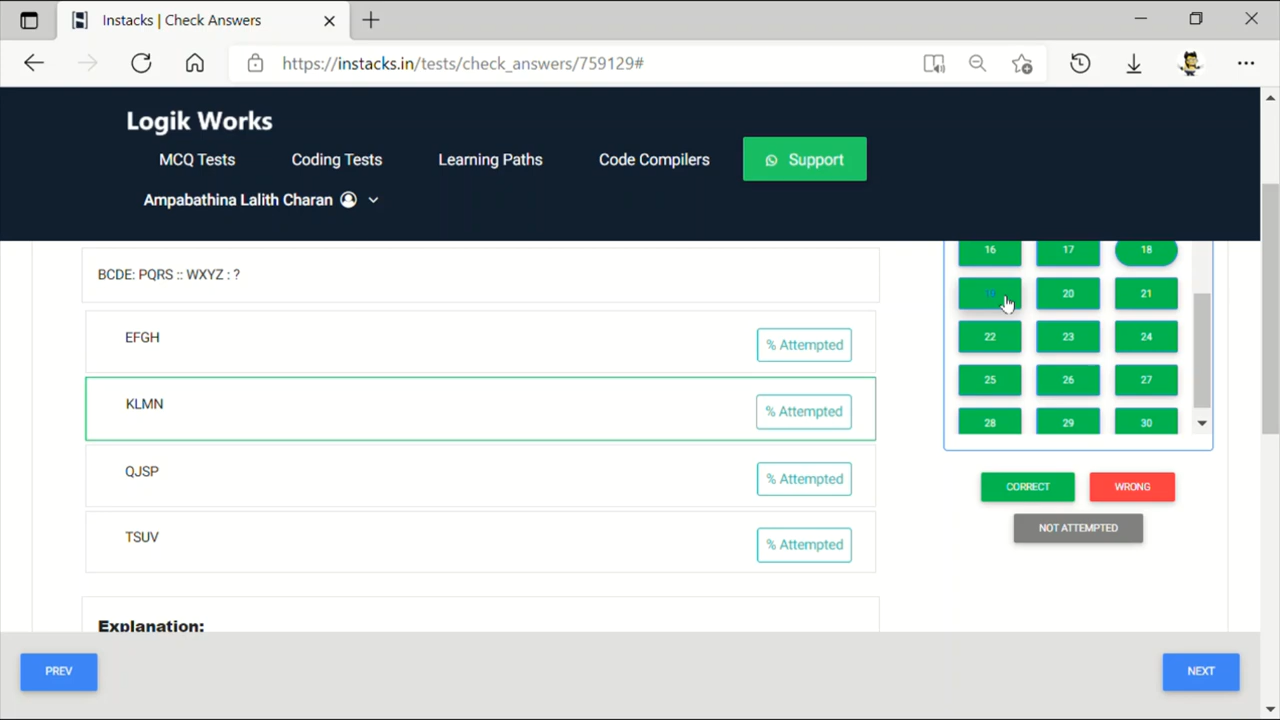 Instacks | Check Answers
https://instacks.in/tests/check_answers/759129#
Logik Works
MCQ Tests
Coding Tests
Learning Paths
Code Compilers
Support
Ampabathina Lalith Charan
BCDE: PQRS :: WXYZ : ?
EFGH
% Attempted
KLMN
% Attempted
QJSP
% Attempted
TSUV
% Attempted
Explanation:
16 17 18
19 20 21
22 23 24
25 26 27
28 29 30
CORRECT
WRONG
NOT ATTEMPTED
PREV
NEXT